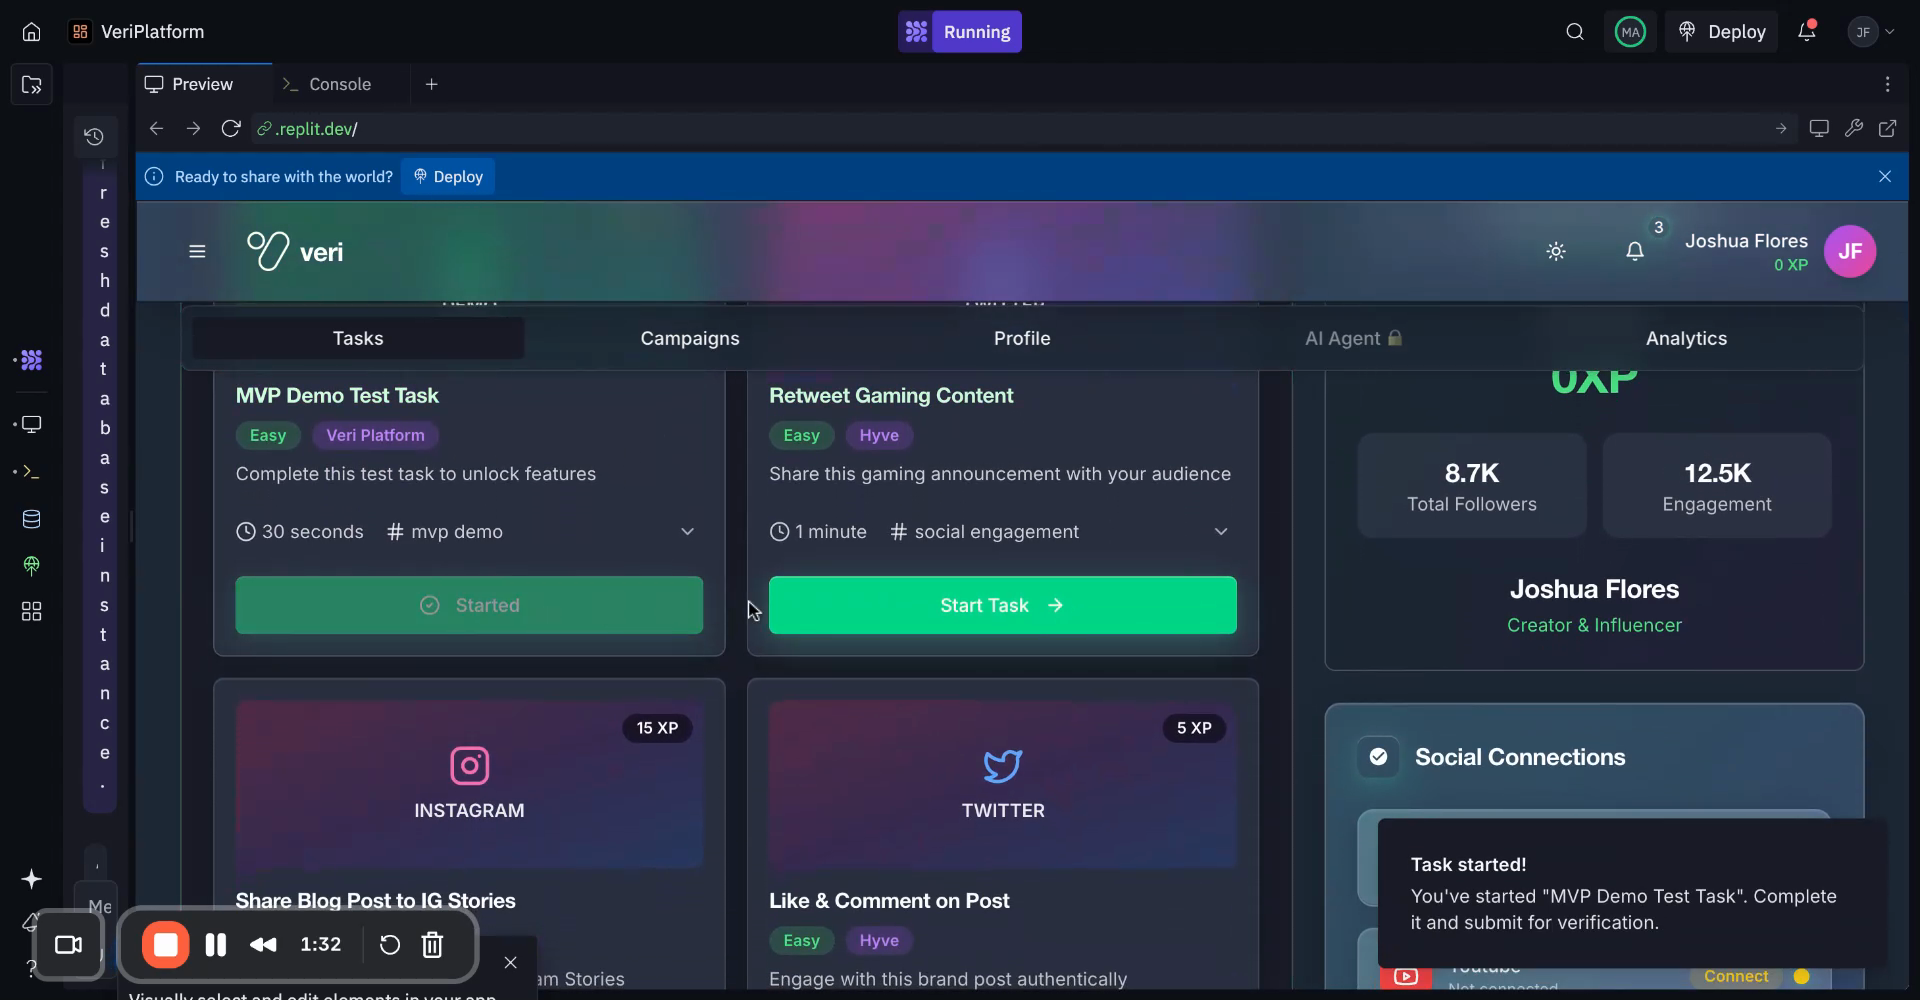 VeriPlatform
Running
MA
Deploy
JF
Preview
Console
.replit.dev/
Ready to share with the world?
Deploy
r
e
s
h
d
a
t
a
b
a
s
e
i
n
s
t
a
n
c
e
.
veri
3
Joshua Flores
0 XP
JF
Tasks
Campaigns
Profile
AI Agent
Analytics
MVP Demo Test Task
Easy
Veri Platform
Complete this test task to unlock features
30 seconds
# mvp demo
Started
Retweet Gaming Content
Easy
Hyve
Share this gaming announcement with your audience
1 minute
# social engagement
Start Task
0XP
8.7K
Total Followers
12.5K
Engagement
Joshua Flores
Creator & Influencer
15 XP
INSTAGRAM
Share Blog Post to IG Stories
am Stories
5 XP
TWITTER
Like & Comment on Post
Easy
Hyve
Engage with this brand post authentically
Social Connections
Task started!
You've started "MVP Demo Test Task". Complete
it and submit for verification.
Youtube
Not connected
Connect
Me
1:32
Visually select and edit elements in your app